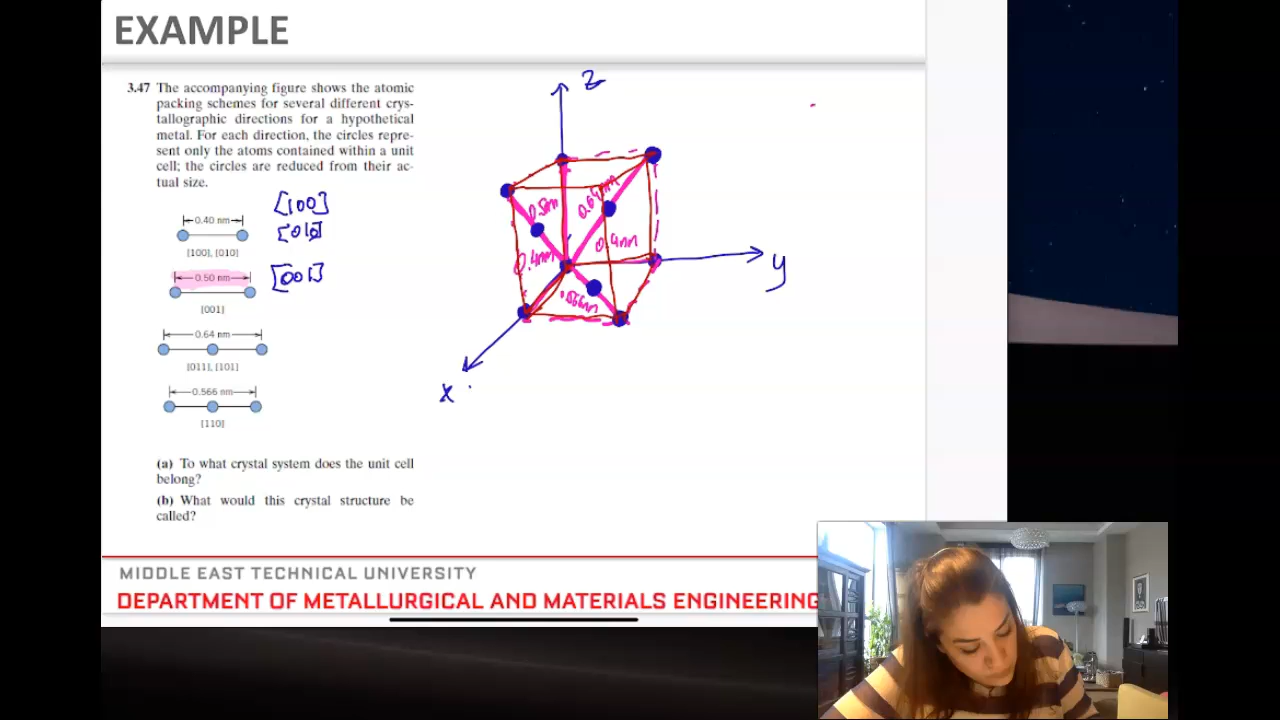 EXAMPLE
3.47 The accompanying figure shows the atomic
packing schemes for several different crys-
tallographic directions for a hypothetical
metal. For each direction, the circles repre-
sent only the atoms contained within a unit
cell; the circles are reduced from their ac-
tual size.
0.40 nm
[100], [010]
[100]
[010]
0.50 nm
[001]
[001]
0.64 nm
[011], [101]
0.566 nm
[110]
(a) To what crystal system does the unit cell
belong?
(b) What would this crystal structure be
called?
z
y
x
0.5nm
0.64nm
0.4nm
0.4nm
0.566nm
MIDDLE EAST TECHNICAL UNIVERSITY
DEPARTMENT OF METALLURGICAL AND MATERIALS ENGINEERING